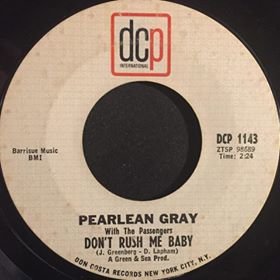 dcp
INTERNATIONAL
DCP 1143
Barrisue Music
BMI
ZTSP 98689
Time: 2:24
PEARLEAN GRAY
With The Passengers
DON'T RUSH ME BABY
(J. Greenberg - D. Lapham)
A Green & Sea Prod.
DON COSTA RECORDS NEW YORK CITY, N.Y.